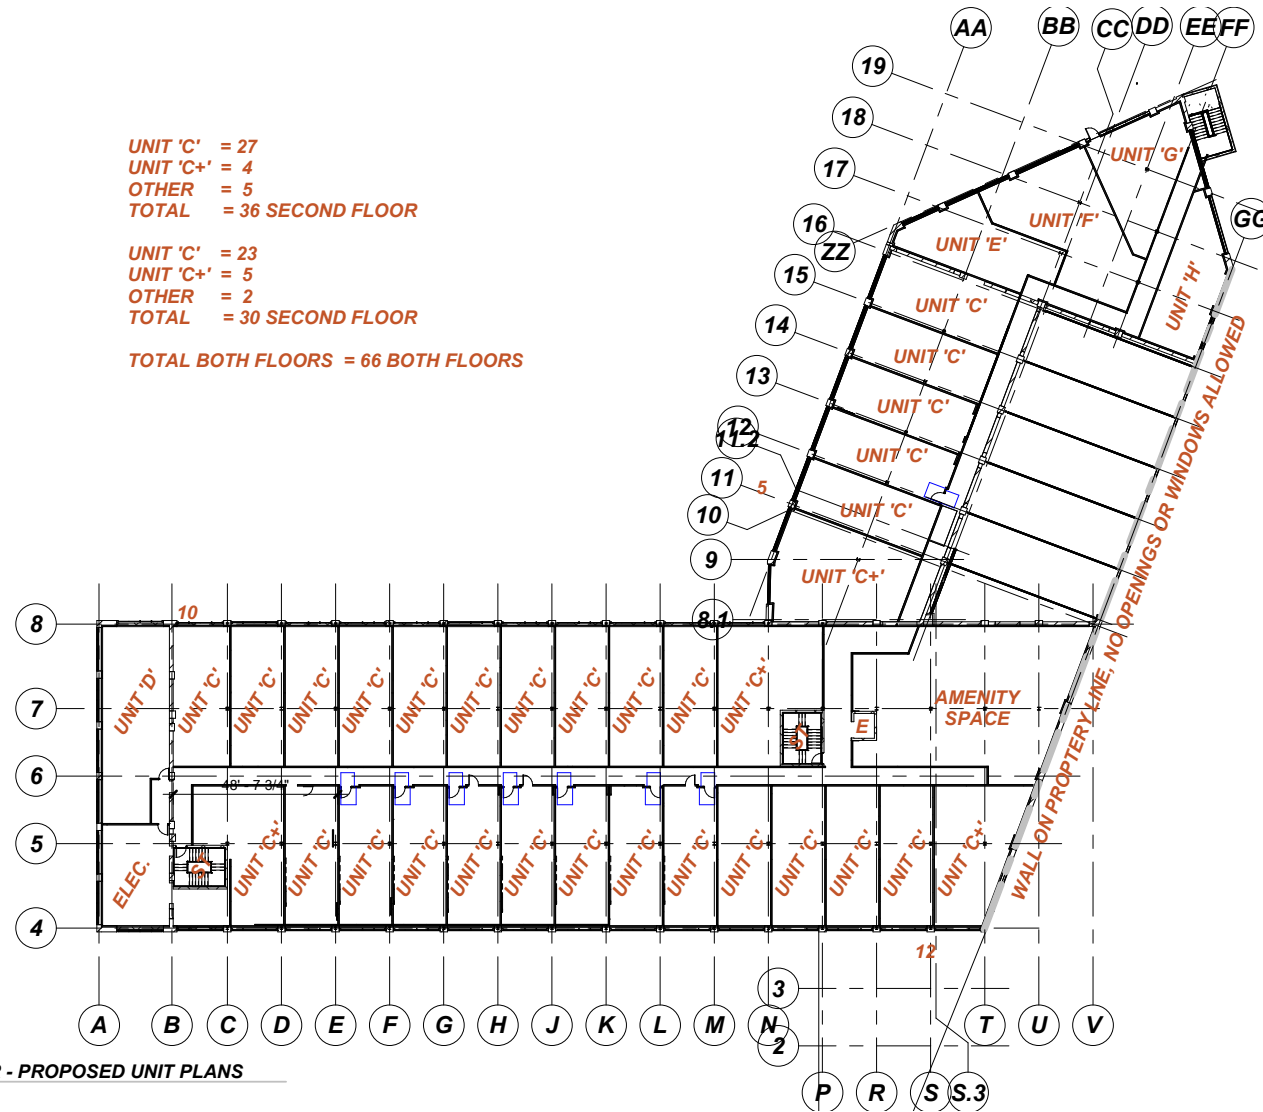 AA
BB
CC
DD
EE
FF
19
18
17
16
ZZ
15
14
13
12
11.2
11
10
9
8.1
GG
UNIT 'C' = 27
UNIT 'C+' = 4
OTHER = 5
TOTAL = 36 SECOND FLOOR
UNIT 'C' = 23
UNIT 'C+' = 5
OTHER = 2
TOTAL = 30 SECOND FLOOR
TOTAL BOTH FLOORS = 66 BOTH FLOORS
UNIT 'G'
UNIT 'F'
UNIT 'E'
UNIT 'H'
UNIT 'C'
UNIT 'C'
UNIT 'C'
UNIT 'C'
5
UNIT 'C'
UNIT 'C+'
WALL ON PROPTERY LINE, NO OPENINGS OR WINDOWS ALLOWED
8
10
7
UNIT 'D'
UNIT 'C'
UNIT 'C'
UNIT 'C'
UNIT 'C'
UNIT 'C'
UNIT 'C'
UNIT 'C'
UNIT 'C'
UNIT 'C'
UNIT 'C+'
ST.
E
AMENITY
SPACE
6
48' - 7 3/4"
5
ELEC.
ST.
UNIT 'C+'
UNIT 'C'
UNIT 'C'
UNIT 'C'
UNIT 'C'
UNIT 'C'
UNIT 'C'
UNIT 'C'
UNIT 'C'
UNIT 'C'
UNIT 'C'
UNIT 'C'
UNIT 'C+'
4
12
3
A
B
C
D
E
F
G
H
J
K
L
M
N
T
U
V
2
- PROPOSED UNIT PLANS
P
R
S
S.3